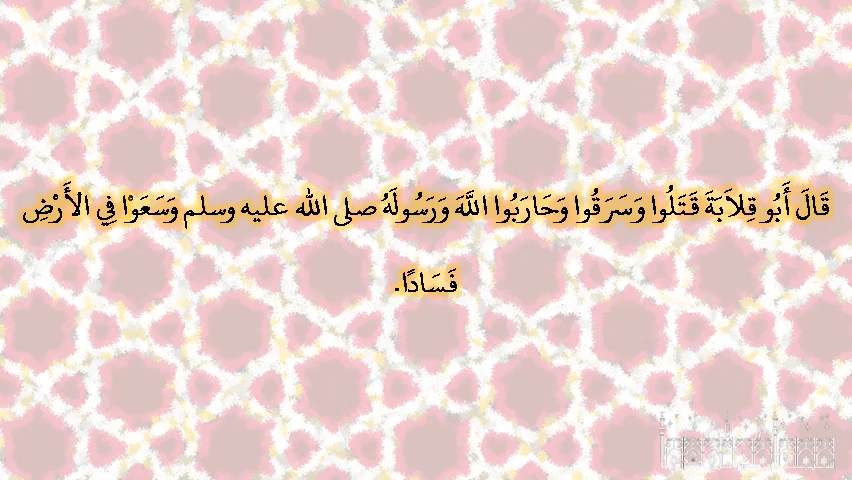 قَالَ أَبُو قِلاَبَةَ قَتَلُوا وَسَرَقُوا وَحَارَبُوا اللَّهَ وَرَسُولَهُ صلى الله عليه وسلم وَسَعَوْا فِي الأَرْضِ
فَسَادًا‏.‏